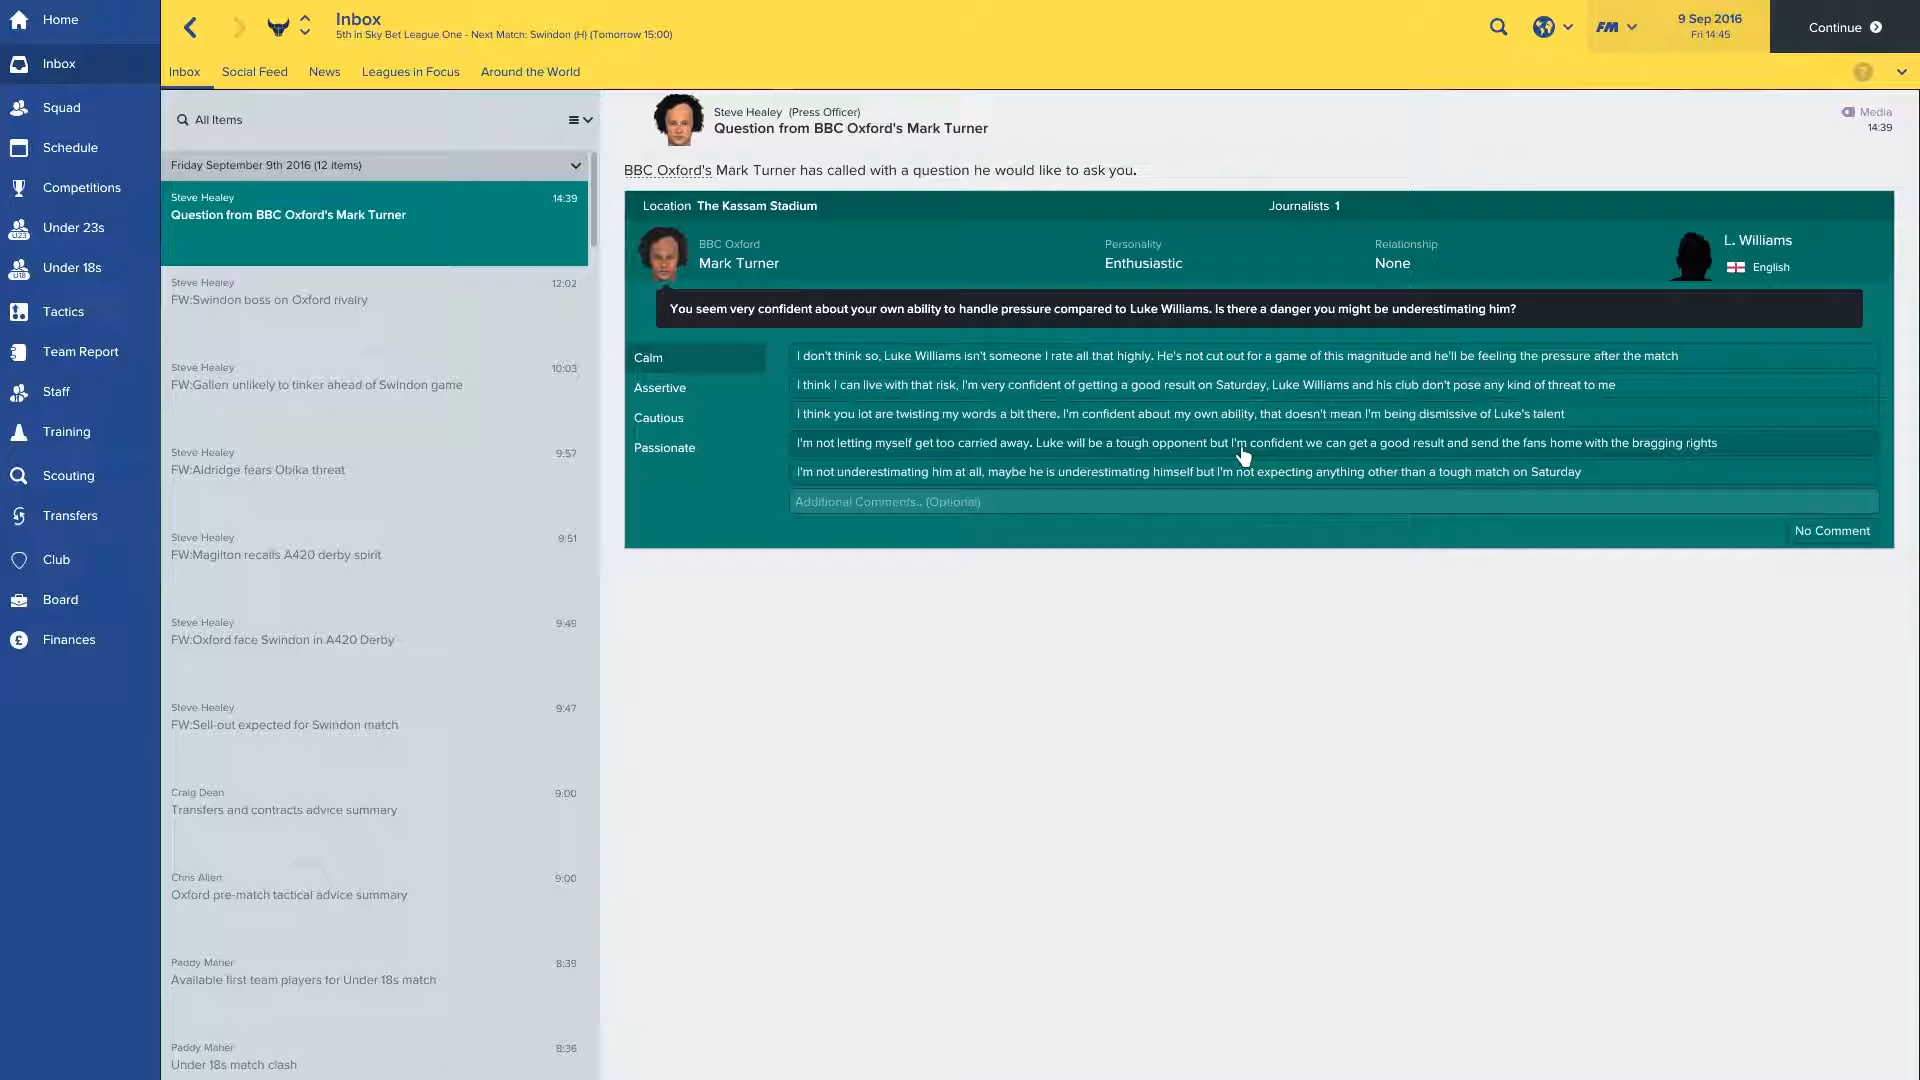 Home
Inbox
Squad
Schedule
Competitions
Under 23s
Under 18s
Tactics
Team Report
Staff
Training
Scouting
Transfers
Club
Board
Finances
Inbox
5th in Sky Bet League One - Next Match: Swindon (H) (Tomorrow 15:00)
FM
9 Sep 2016
Fri 14:45
Continue
Inbox Social Feed News Leagues in Focus Around the World
All Items
Friday September 9th 2016 (12 items)
Steve Healey 14:39
Question from BBC Oxford's Mark Turner
Steve Healey 12:02
FW:Swindon boss on Oxford rivalry
Steve Healey 10:03
FW:Gallen unlikely to tinker ahead of Swindon game
Steve Healey 9:57
FW:Aldridge fears Obika threat
Steve Healey 9:51
FW:Magilton recalls A420 derby spirit
Steve Healey 9:49
FW:Oxford face Swindon in A420 Derby
Steve Healey 9:47
FW:Sell-out expected for Swindon match
Craig Dean 9:00
Transfers and contracts advice summary
Chris Allen 9:00
Oxford pre-match tactical advice summary
Paddy Maher 8:39
Available first team players for Under 18s match
Paddy Maher 8:36
Under 18s match clash
Steve Healey (Press Officer)
Question from BBC Oxford's Mark Turner
Media
14:39
BBC Oxford's Mark Turner has called with a question he would like to ask you.
Location The Kassam Stadium Journalists 1
BBC Oxford
Mark Turner
Personality
Enthusiastic
Relationship
None
L. Williams
English
You seem very confident about your own ability to handle pressure compared to Luke Williams. Is there a danger you might be underestimating him?
Calm
Assertive
Cautious
Passionate
I don't think so, Luke Williams isn't someone I rate all that highly. He's not cut out for a game of this magnitude and he'll be feeling the pressure after the match
I think I can live with that risk, I'm very confident of getting a good result on Saturday, Luke Williams and his club don't pose any kind of threat to me
I think you lot are twisting my words a bit there. I'm confident about my own ability, that doesn't mean I'm being dismissive of Luke's talent
I'm not letting myself get too carried away. Luke will be a tough opponent but I'm confident we can get a good result and send the fans home with the bragging rights
I'm not underestimating him at all, maybe he is underestimating himself but I'm not expecting anything other than a tough match on Saturday
Additional Comments.. (Optional)
No Comment